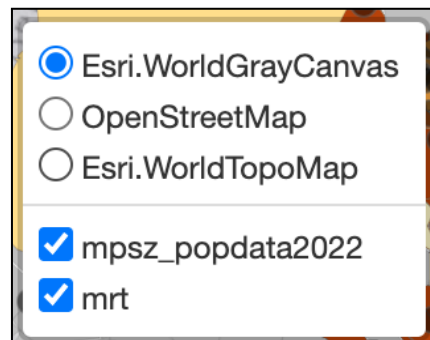 Esri.WorldGrayCanvas
OpenStreetMap
Esri.WorldTopoMap
mpsz_popdata2022
mrt